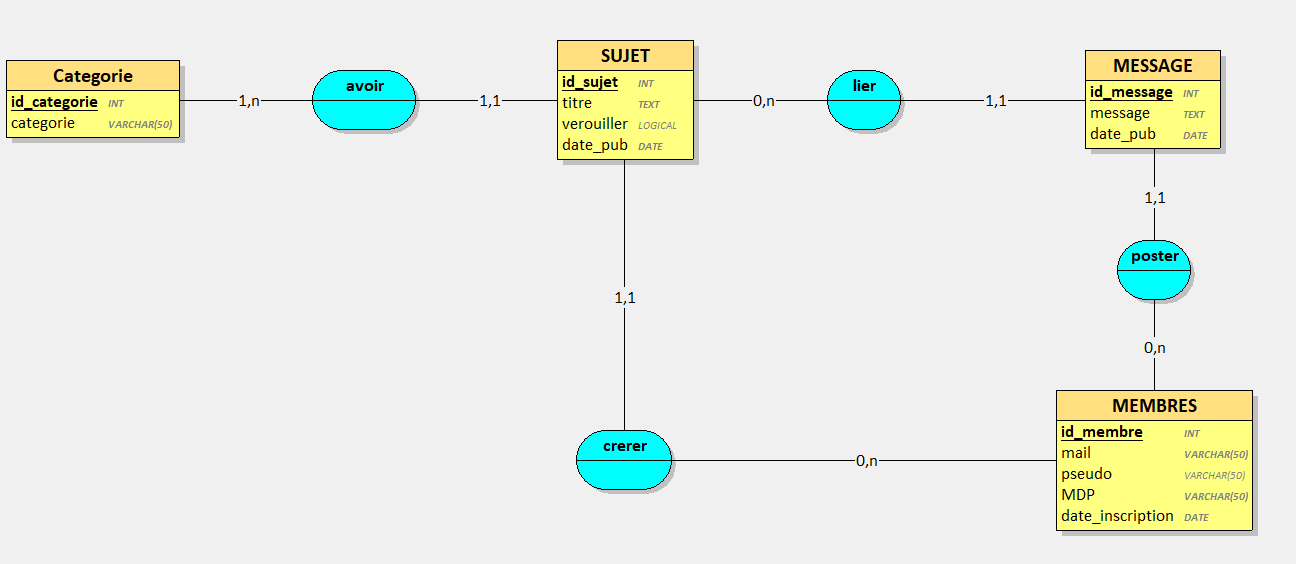 Categorie
id_categorie INT
categorie VARCHAR(50)
1,n
avoir
1,1
SUJET
id_sujet INT
titre TEXT
verouiller LOGICAL
date_pub DATE
0,n
lier
1,1
MESSAGE
id_message INT
message TEXT
date_pub DATE
1,1
poster
0,n
1,1
crerer
0,n
MEMBRES
id_membre INT
mail VARCHAR(50)
pseudo VARCHAR(50)
MDP VARCHAR(50)
date_inscription DATE